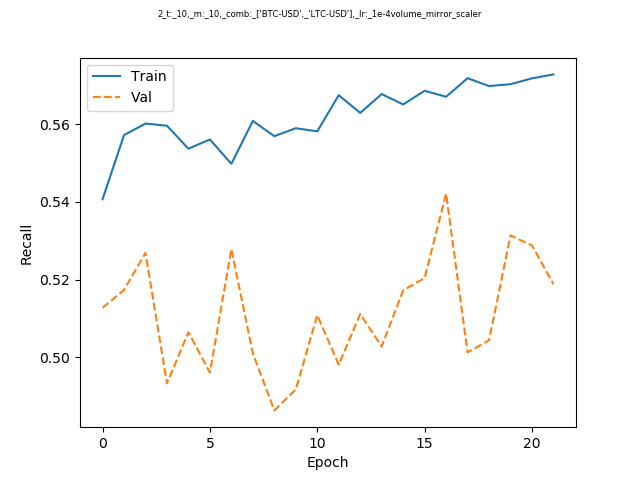 2_t:_10,_m:_10,_comb:_['BTC-USD',_'LTC-USD'],_lr:_1e-4volume_mirror_scaler
Train
Val
0.56
0.54
0.52
0.50
Recall
0 5 10 15 20
Epoch